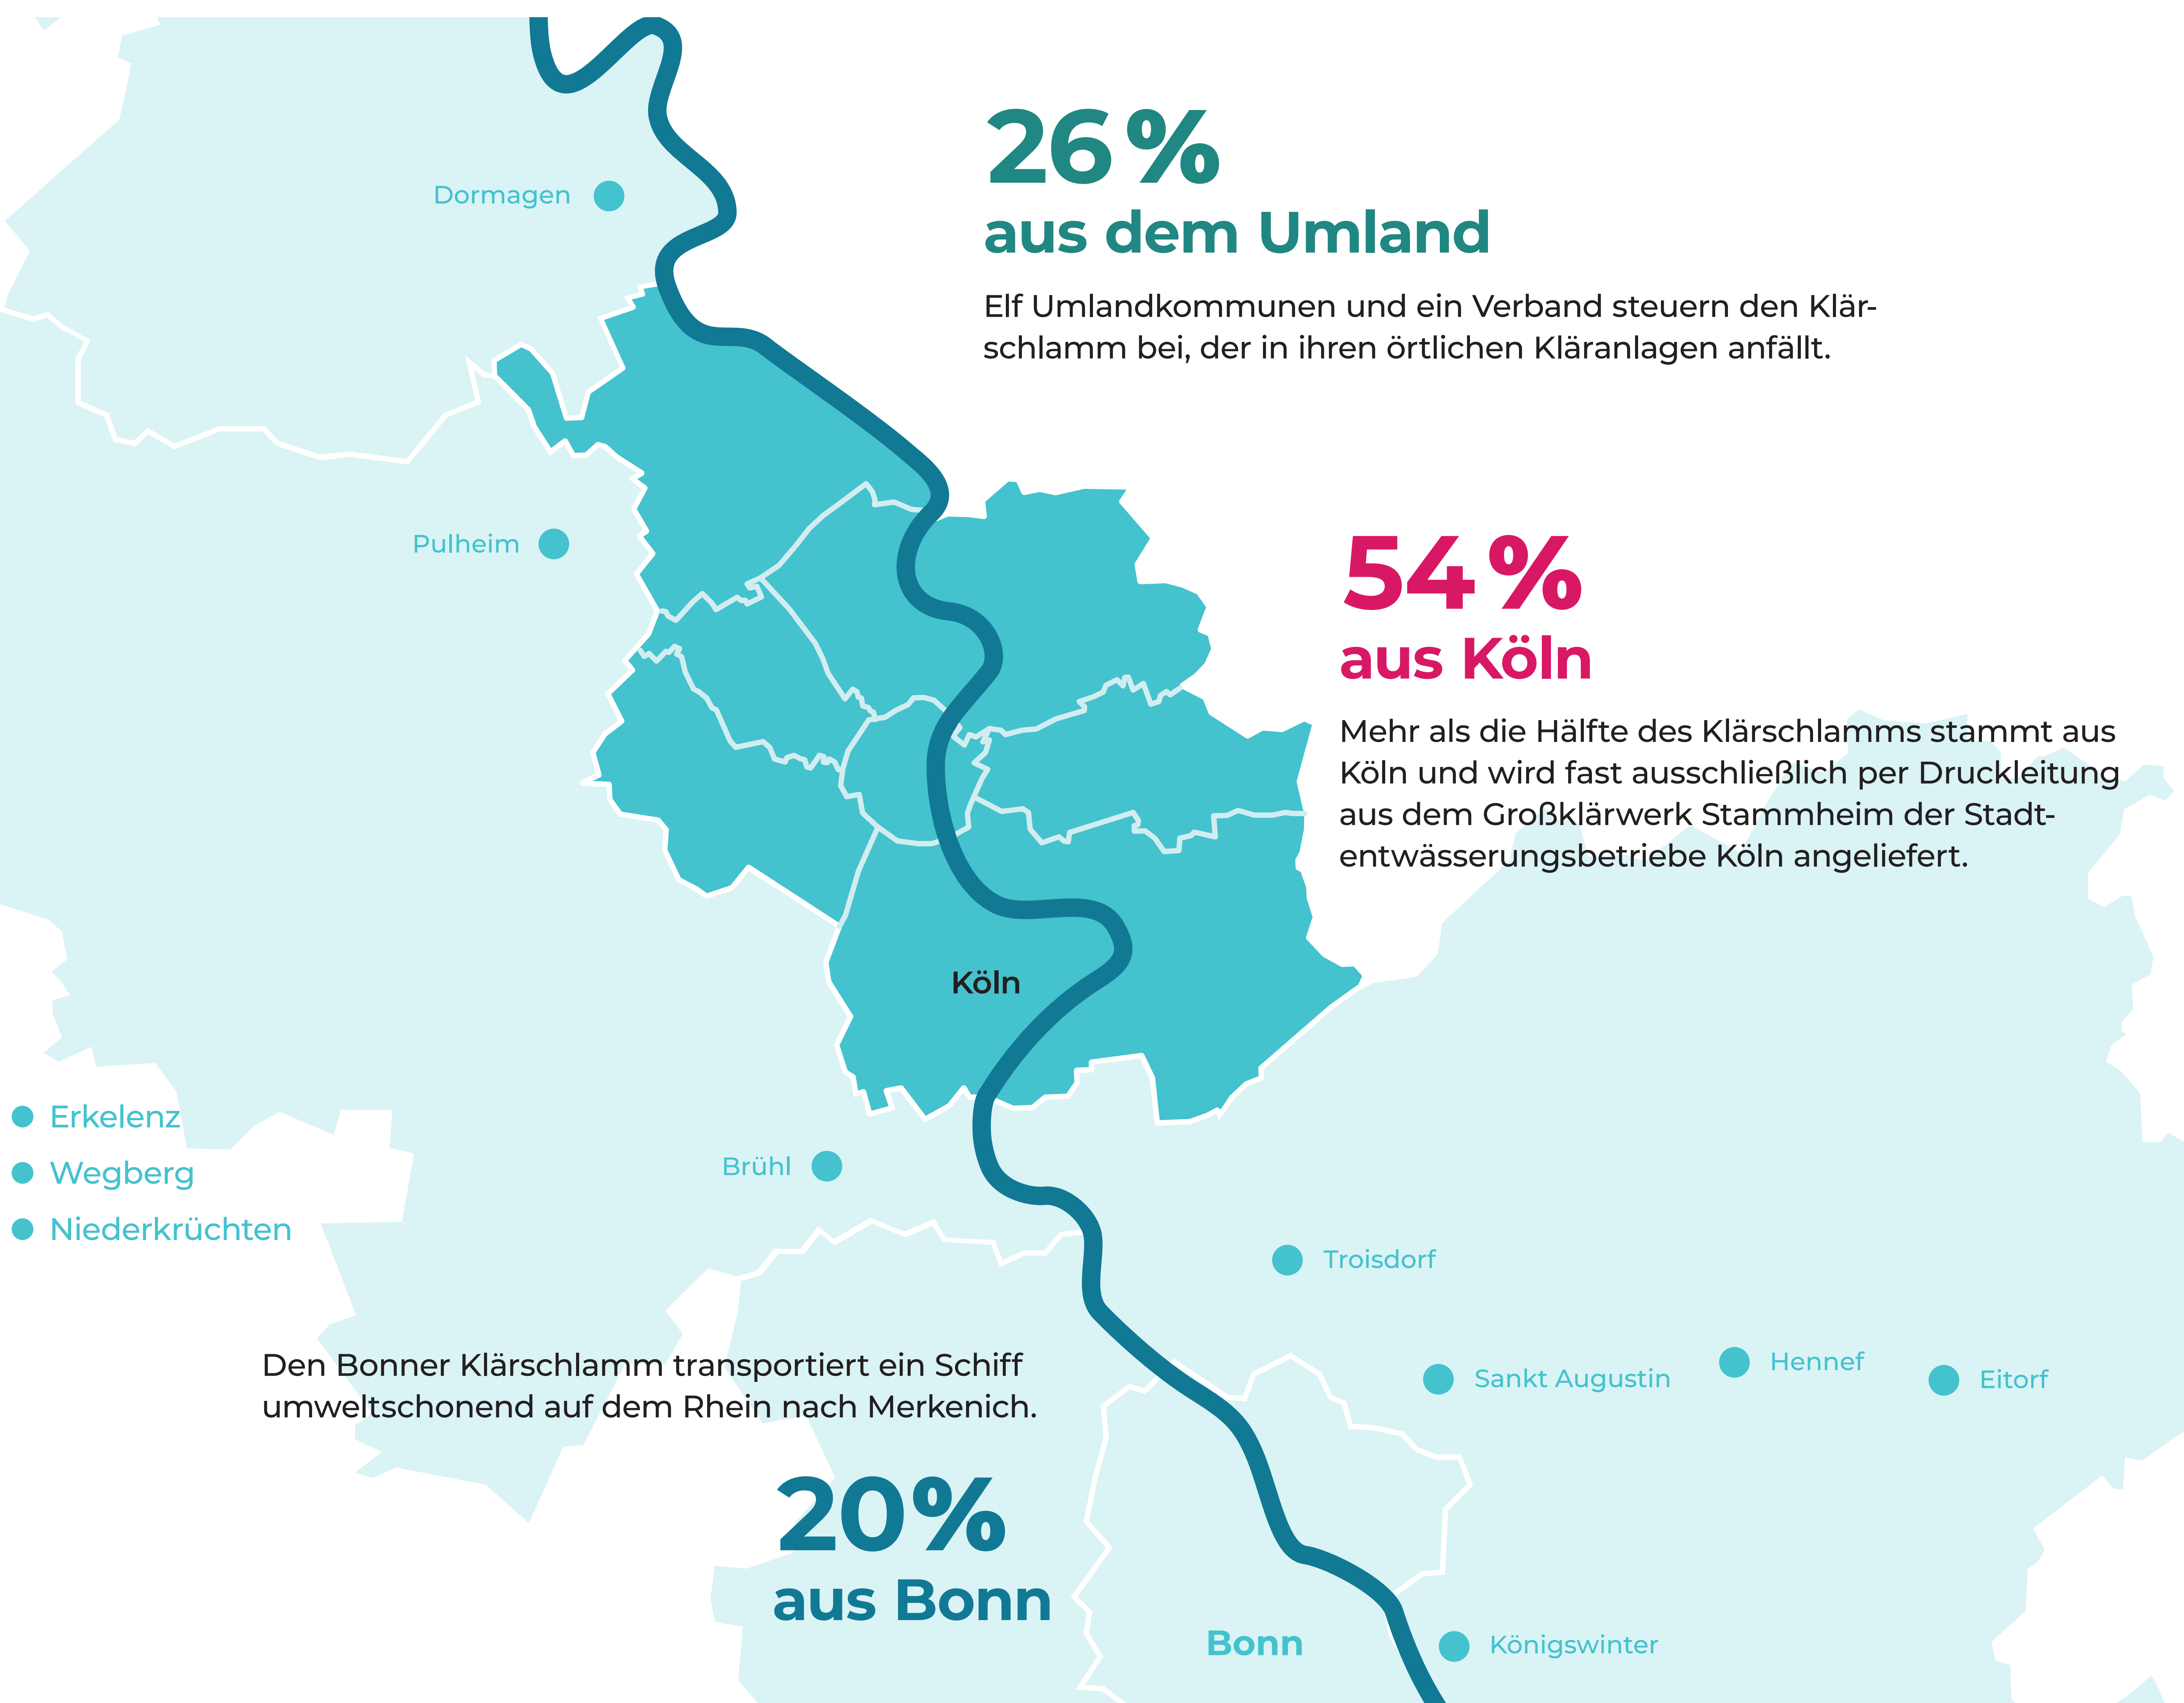 Dormagen
26 %
aus dem Umland
Elf Umlandkommunen und ein Verband steuern den Klär-
schlamm bei, der in ihren örtlichen Kläranlagen anfällt.
Pulheim
54 %
aus Köln
Mehr als die Hälfte des Klärschlamms stammt aus
Köln und wird fast ausschließlich per Druckleitung
aus dem Großklärwerk Stammheim der Stadt-
entwässerungsbetriebe Köln angeliefert.
Köln
Erkelenz
Wegberg
Niederkrüchten
Brühl
Troisdorf
Sankt Augustin
Hennef
Eitorf
Den Bonner Klärschlamm transportiert ein Schiff
umweltschonend auf dem Rhein nach Merkenich.
20 %
aus Bonn
Bonn
Königswinter